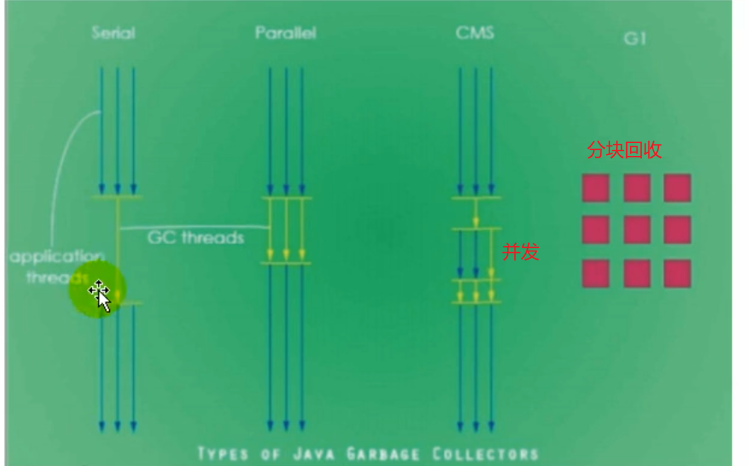 Serial
Parallel
CMS
G1
分块回收
GC threads
并发
application
threads
TYPES OF JAVA GARBAGE COLLECTORS